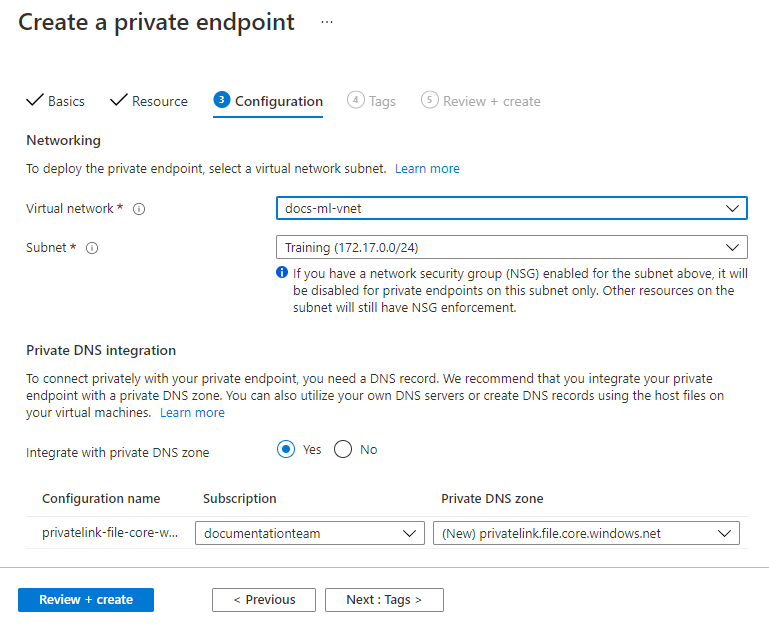 Create a private endpoint ...
Basics Resource 3 Configuration 4 Tags 5 Review + create
Networking
To deploy the private endpoint, select a virtual network subnet. Learn more
Virtual network * docs-ml-vnet
Subnet * Training (172.17.0.0/24)
If you have a network security group (NSG) enabled for the subnet above, it will
be disabled for private endpoints on this subnet only. Other resources on the
subnet will still have NSG enforcement.
Private DNS integration
To connect privately with your private endpoint, you need a DNS record. We recommend that you integrate your private
endpoint with a private DNS zone. You can also utilize your own DNS servers or create DNS records using the host files on
your virtual machines. Learn more
Integrate with private DNS zone Yes No
Configuration name Subscription Private DNS zone
privatelink-file-core-w... documentationteam (New) privatelink.file.core.windows.net
Review + create < Previous Next : Tags >